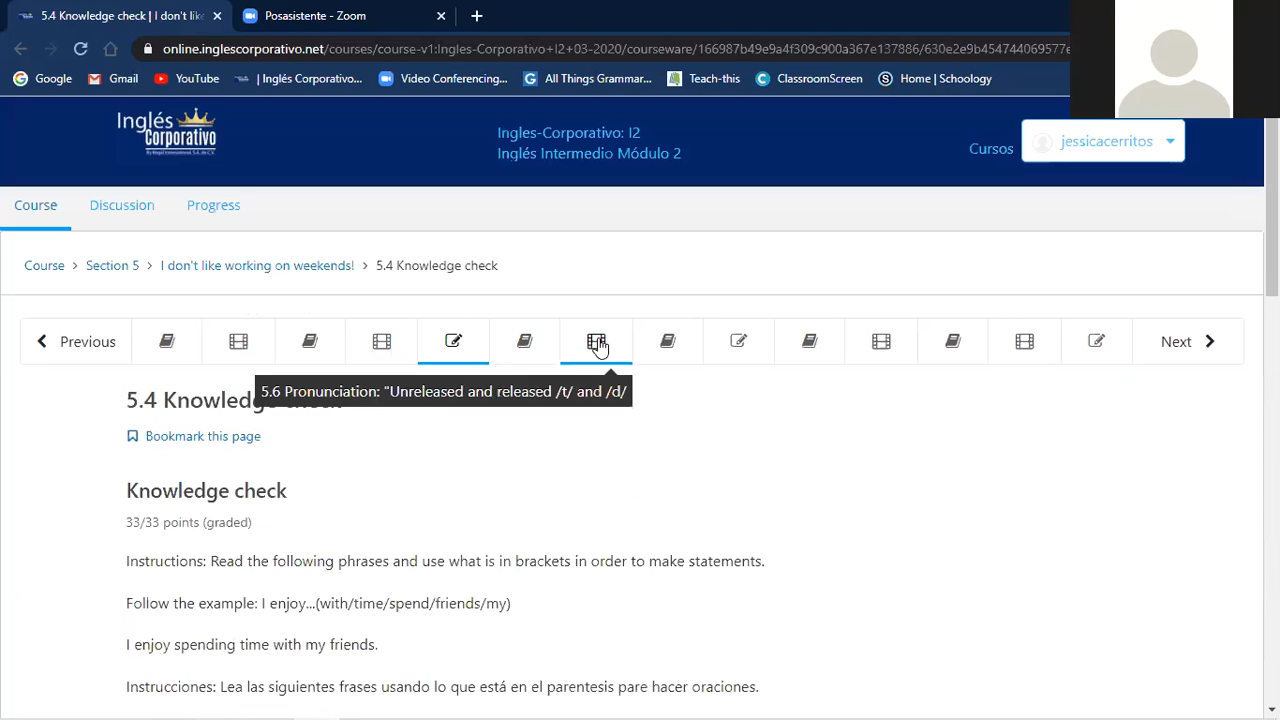 5.4 Knowledge check | I don't lik
Posasistente - Zoom
online.inglescorporativo.net/courses/course-v1:Ingles-Corporativo+I2+03-2020/courseware/166987b49e9a4f309c900a367e137886/630e2e9b454744069577e
Google Gmail YouTube | Inglés Corporativo... Video Conferencing... All Things Grammar... Teach-this ClassroomScreen Home | Schoology
Inglés
Corporativo
Ingles-Corporativo: I2
Inglés Intermedio Módulo 2
Cursos
jessicacerritos
Course Discussion Progress
Course > Section 5 > I don't like working on weekends! > 5.4 Knowledge check
Previous
Next
5.6 Pronunciation: "Unreleased and released /t/ and /d/
5.4 Knowledge
Bookmark this page
Knowledge check
33/33 points (graded)
Instructions: Read the following phrases and use what is in brackets in order to make statements.
Follow the example: I enjoy...(with/time/spend/friends/my)
I enjoy spending time with my friends.
Instrucciones: Lea las siguientes frases usando lo que está en el parentesis pare hacer oraciones.